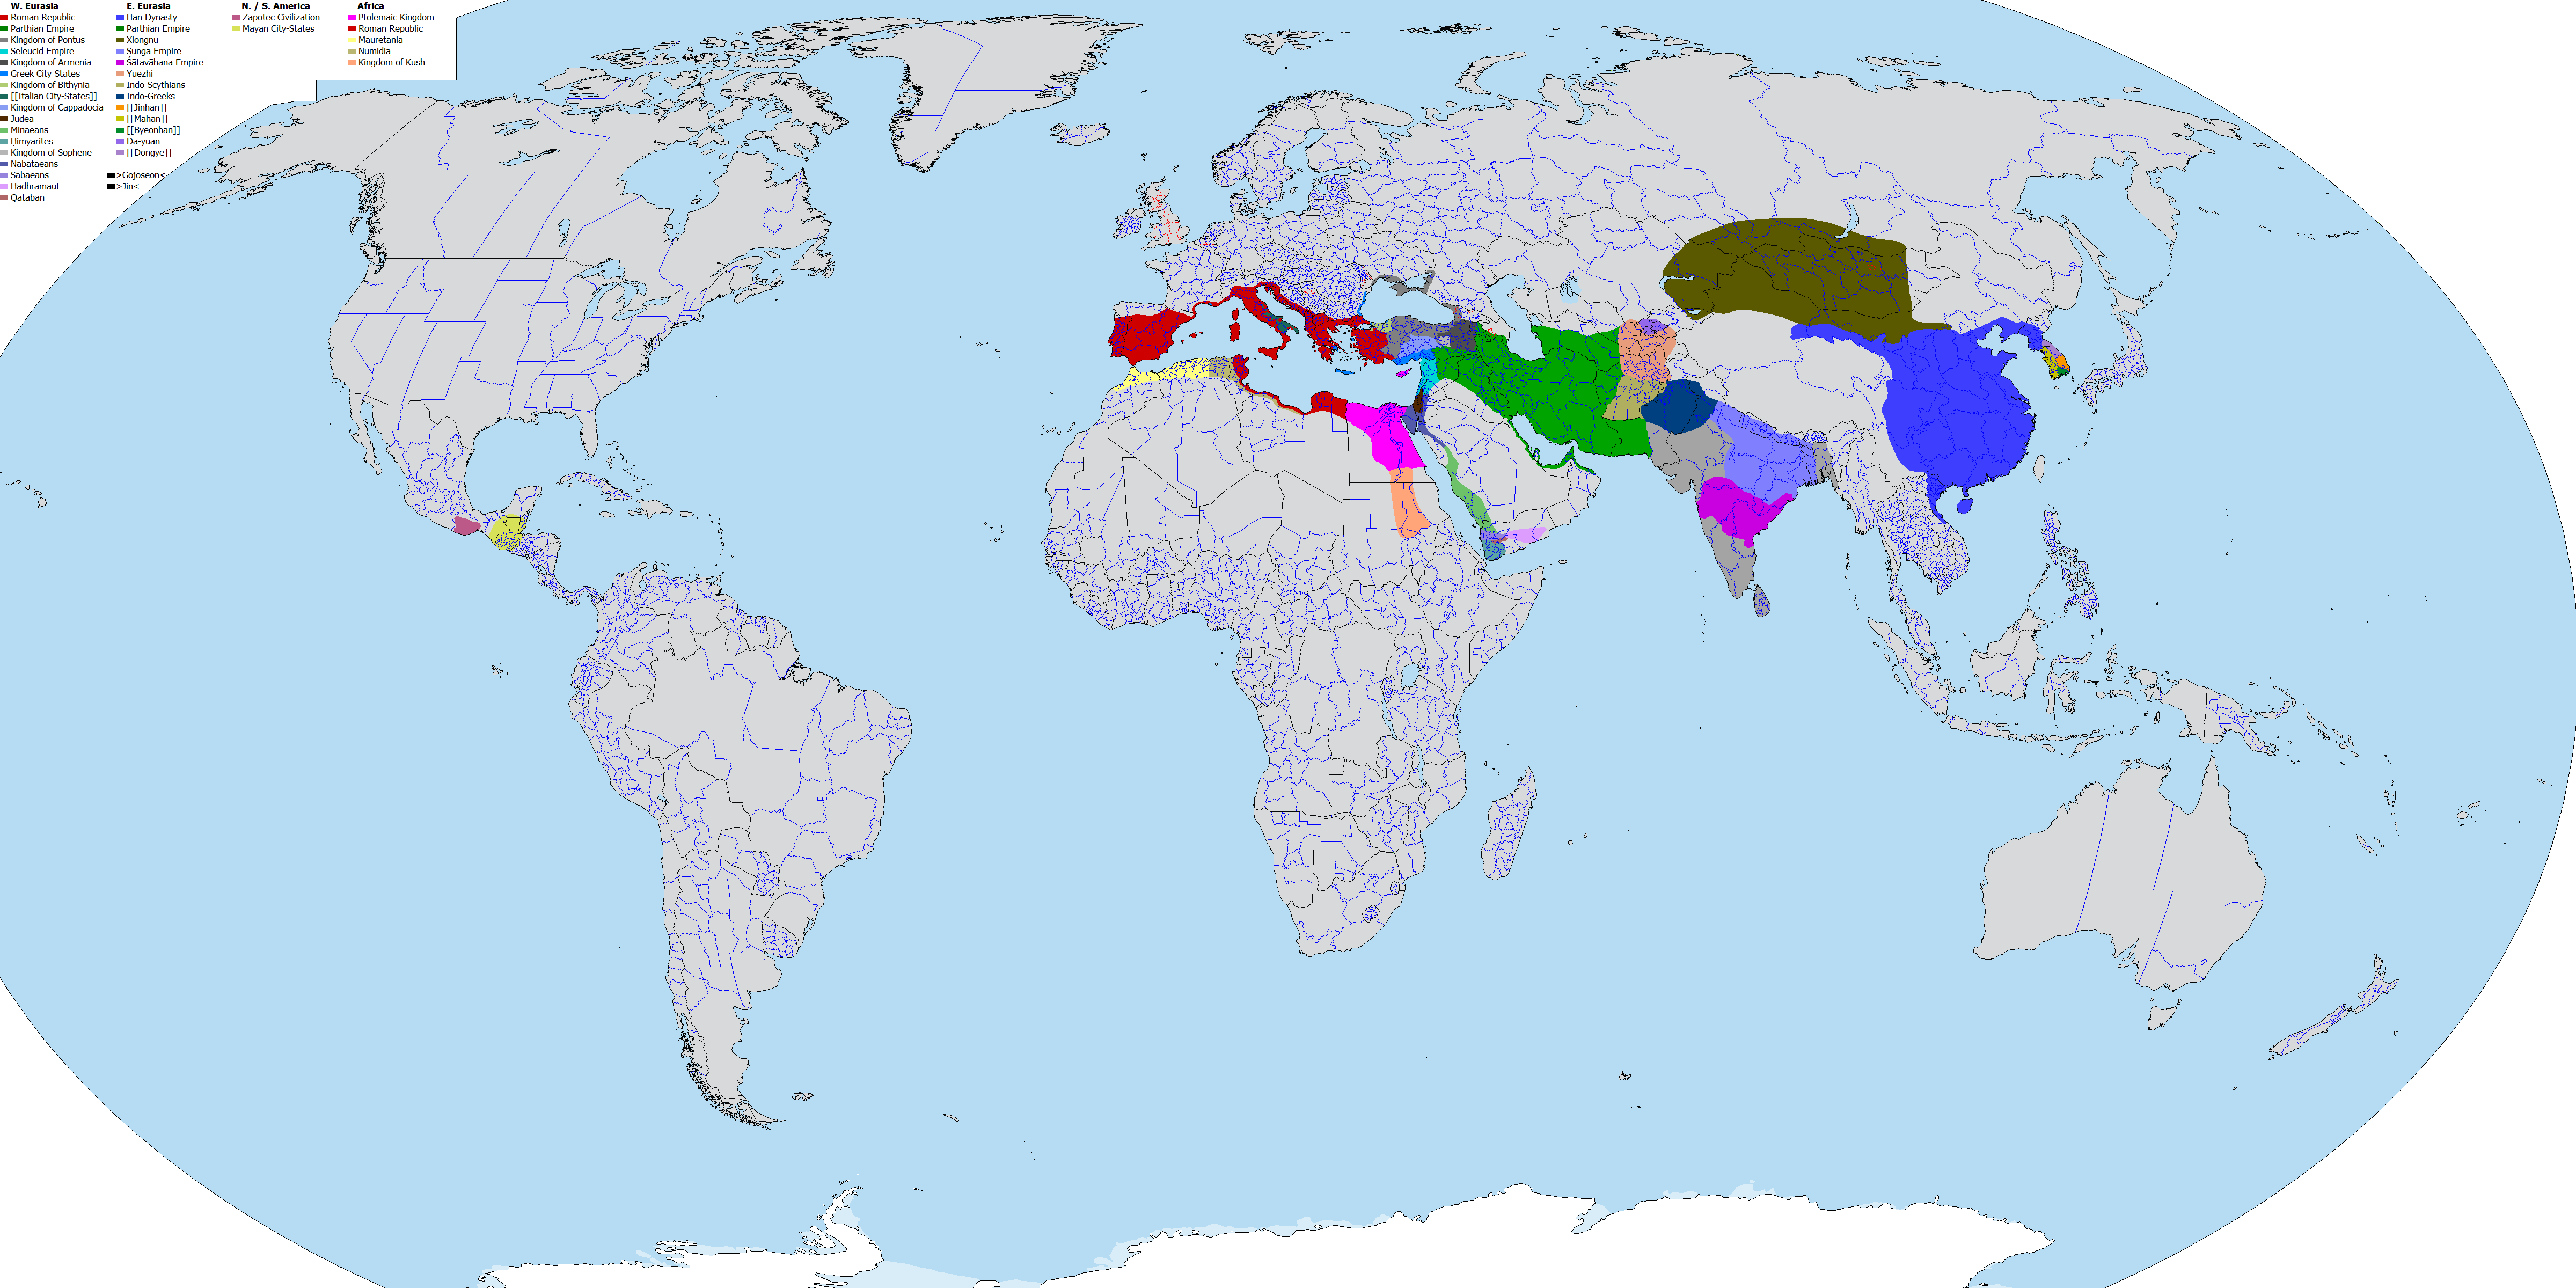 W. Eurasia
Roman Republic
Parthian Empire
Kingdom of Pontus
Seleucid Empire
Kingdom of Armenia
Greek City-States
Kingdom of Bithynia
[[Italian City-States]]
Kingdom of Cappadocia
Judea
Minaeans
Ḥimyarites
Kingdom of Sophene
Nabataeans
Sabaeans
Hadhramaut
Qataban
E. Eurasia
Han Dynasty
Parthian Empire
Xiongnu
Sunga Empire
Śātavāhana Empire
Yuezhi
Indo-Scythians
Indo-Greeks
[[Jinhan]]
[[Mahan]]
[[Byeonhan]]
Da-yuan
[[Dongye]]
>Gojoseon<
>Jin<
N. / S. America
Zapotec Civilization
Mayan City-States
Africa
Ptolemaic Kingdom
Roman Republic
Mauretania
Numidia
Kingdom of Kush